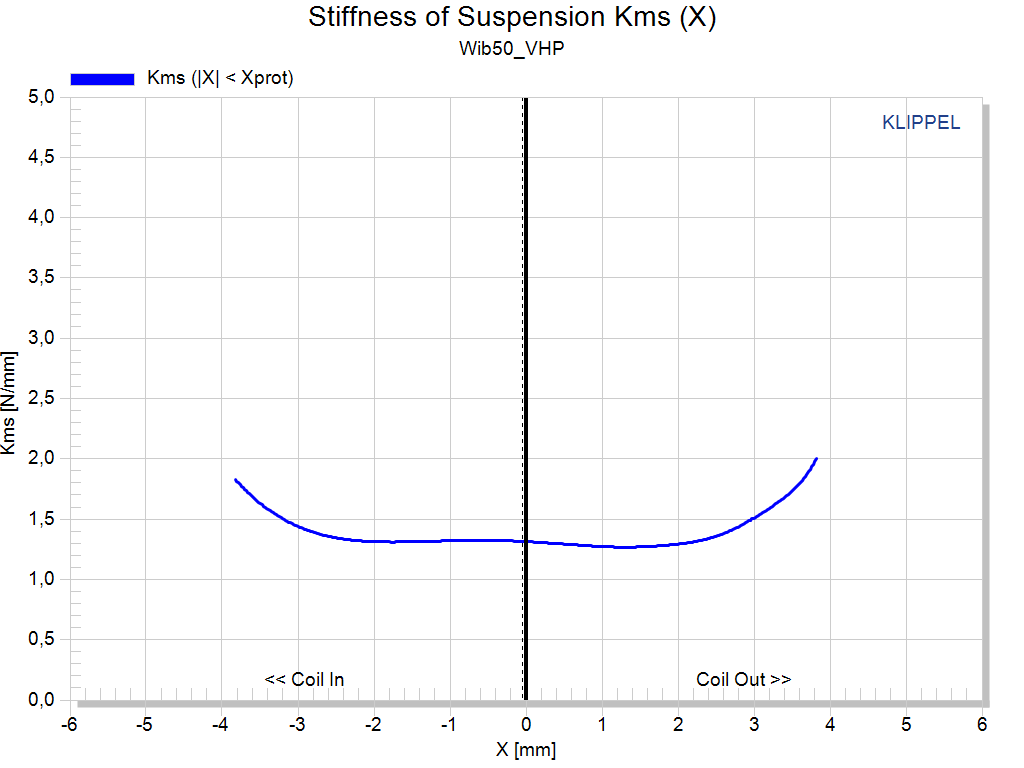 Stiffness of Suspension Kms (X)
Wib50_VHP
Kms (|X| < Xprot)
KLIPPEL
5,0
4,5
4,0
3,5
3,0
2,5
2,0
1,5
1,0
0,5
0,0
Kms [N/mm]
<< Coil In
Coil Out >>
-6 -5 -4 -3 -2 -1 0 1 2 3 4 5 6
X [mm]